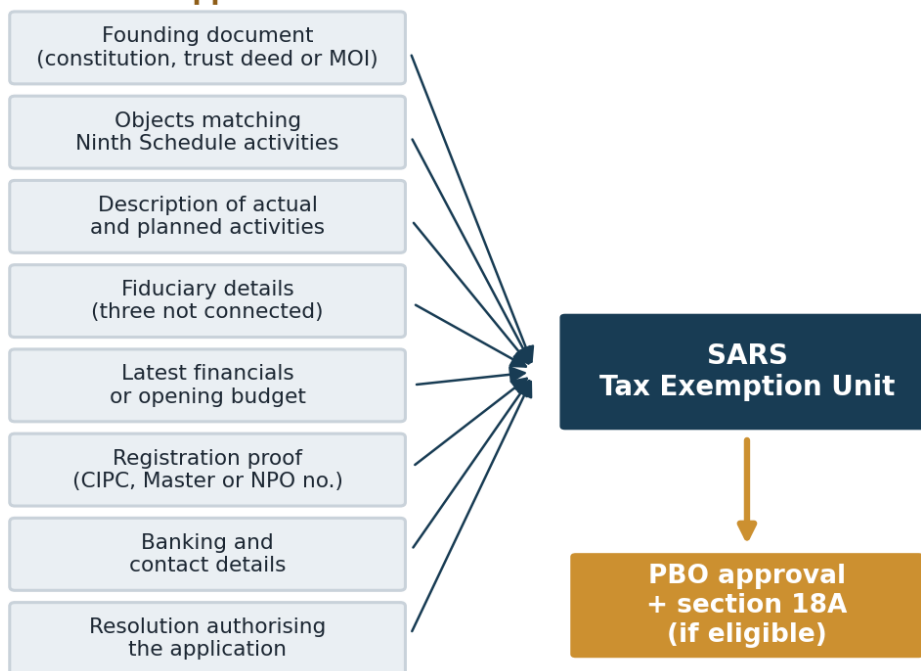 Founding document
(constitution, trust deed or MOI)
Objects matching
Ninth Schedule activities
Description of actual
and planned activities
Fiduciary details
(three not connected)
Latest financials
or opening budget
Registration proof
(CIPC, Master or NPO no.)
Banking and
contact details
Resolution authorising
the application
SARS
Tax Exemption Unit
PBO approval
+ section 18A
(if eligible)